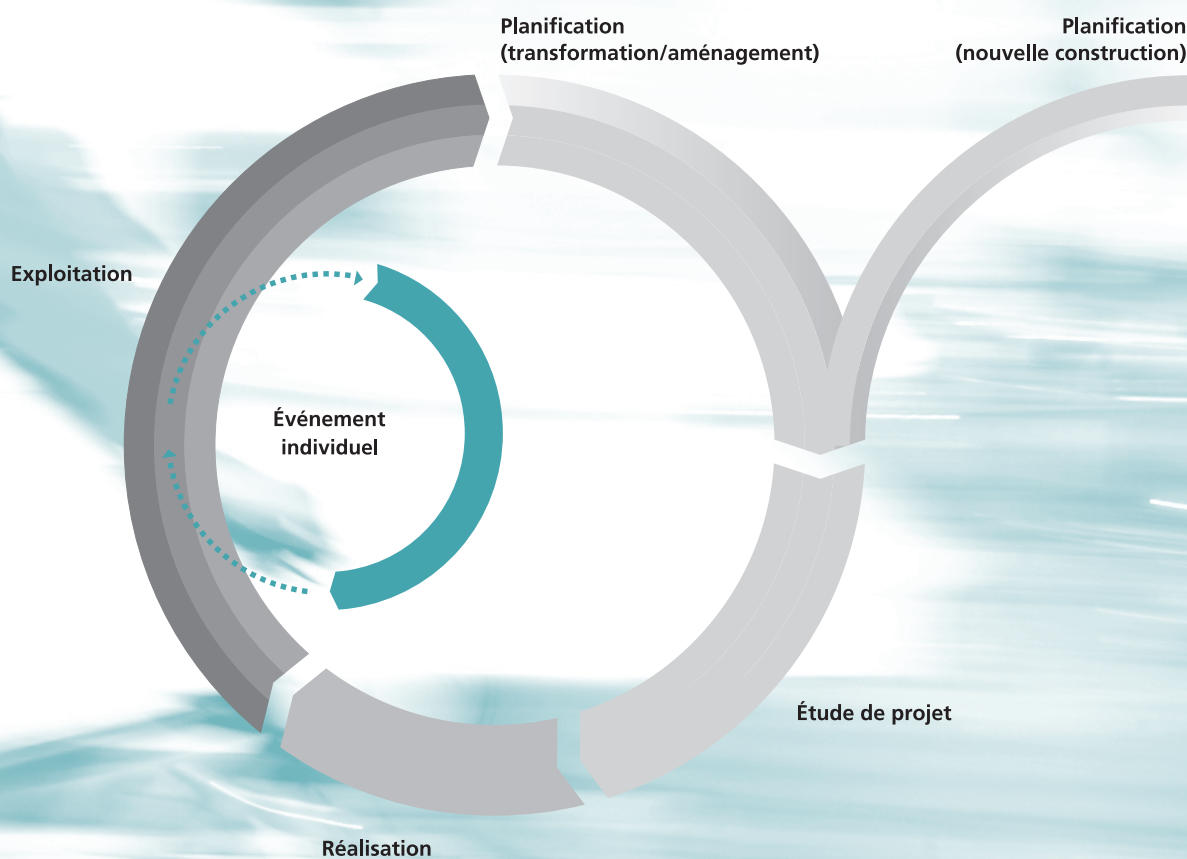 Planification
(transformation/aménagement)
Planification
(nouvelle construction)
Exploitation
Événement
individuel
Étude de projet
Réalisation